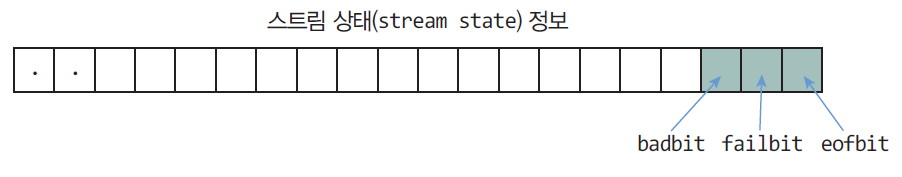 스트림 상태(stream state) 정보
. .
badbit failbit eofbit